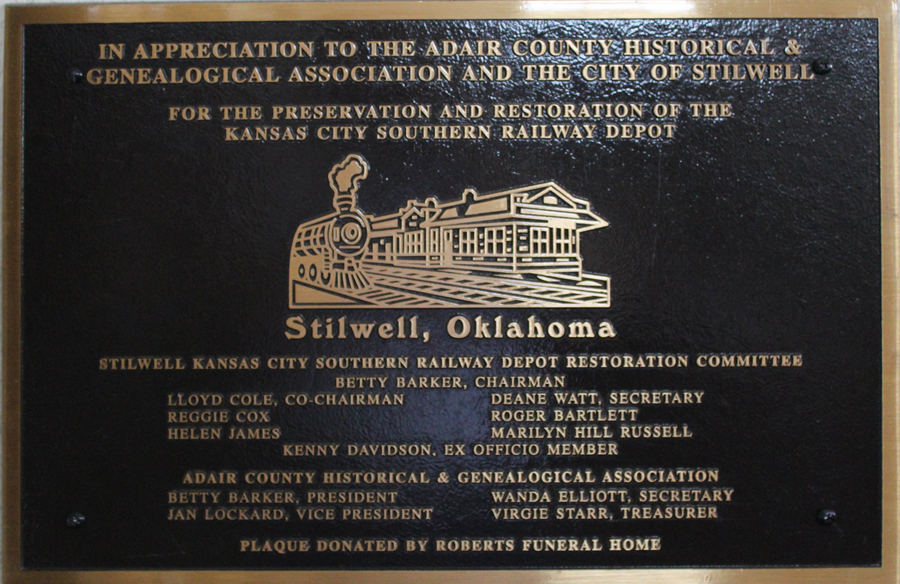 IN APPRECIATION TO THE ADAIR COUNTY HISTORICAL &
GENEALOGICAL ASSOCIATION AND THE CITY OF STILWELL
FOR THE PRESERVATION AND RESTORATION OF THE
KANSAS CITY SOUTHERN RAILWAY DEPOT
Stilwell, Oklahoma
STILWELL KANSAS CITY SOUTHERN RAILWAY DEPOT RESTORATION COMMITTEE
BETTY BARKER, CHAIRMAN
LLOYD COLE, CO-CHAIRMAN DEANE WATT, SECRETARY
REGGIE COX ROGER BARTLETT
HELEN JAMES MARILYN HILL RUSSELL
KENNY DAVIDSON, EX OFFICIO MEMBER
ADAIR COUNTY HISTORICAL & GENEALOGICAL ASSOCIATION
BETTY BARKER, PRESIDENT WANDA ELLIOTT, SECRETARY
JAN LOCKARD, VICE PRESIDENT VIRGIE STARR, TREASURER
PLAQUE DONATED BY ROBERTS FUNERAL HOME